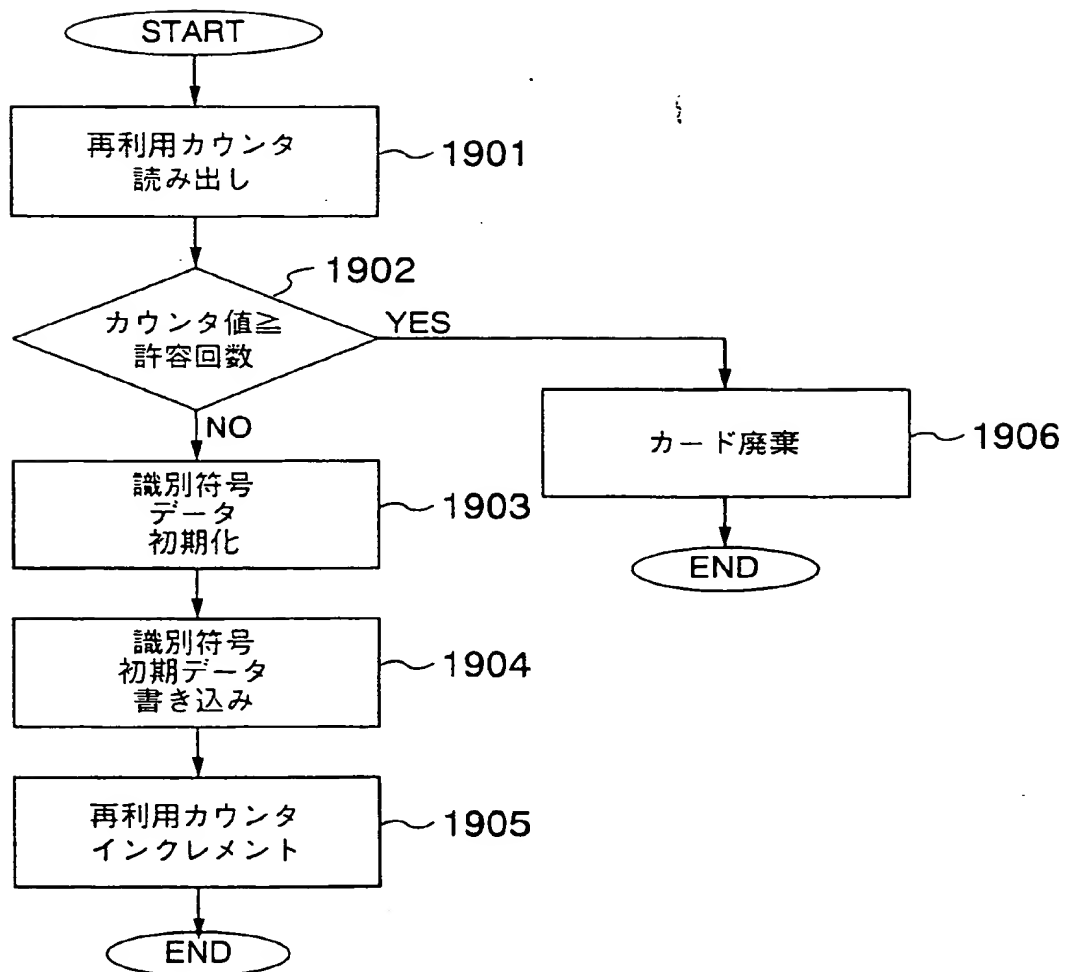 START
再利用カウンタ
読み出し
1901
1902
カウンタ値≧
許容回数
YES
NO
カード廃棄
1906
END
識別符号
データ
初期化
1903
識別符号
初期データ
書き込み
1904
再利用カウンタ
インクレメント
1905
END